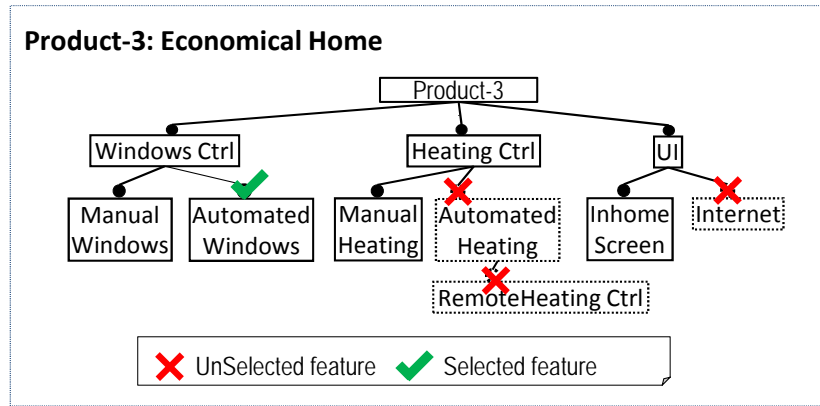 Product-3: Economical Home
Product-3
Windows Ctrl
Heating Ctrl
UI
Manual
Windows
Automated
Windows
Manual
Heating
Automated
Heating
Inhome
Screen
Internet
RemoteHeating Ctrl
UnSelected feature
Selected feature